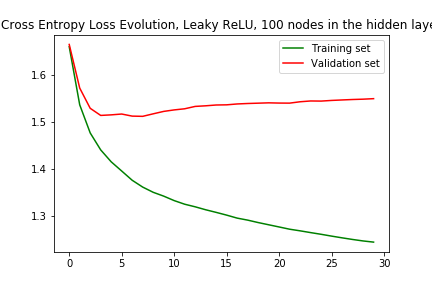 Cross Entropy Loss Evolution, Leaky ReLU, 100 nodes in the hidden laye
Training set
Validation set
1.6
1.5
1.4
1.3
0 5 10 15 20 25 30